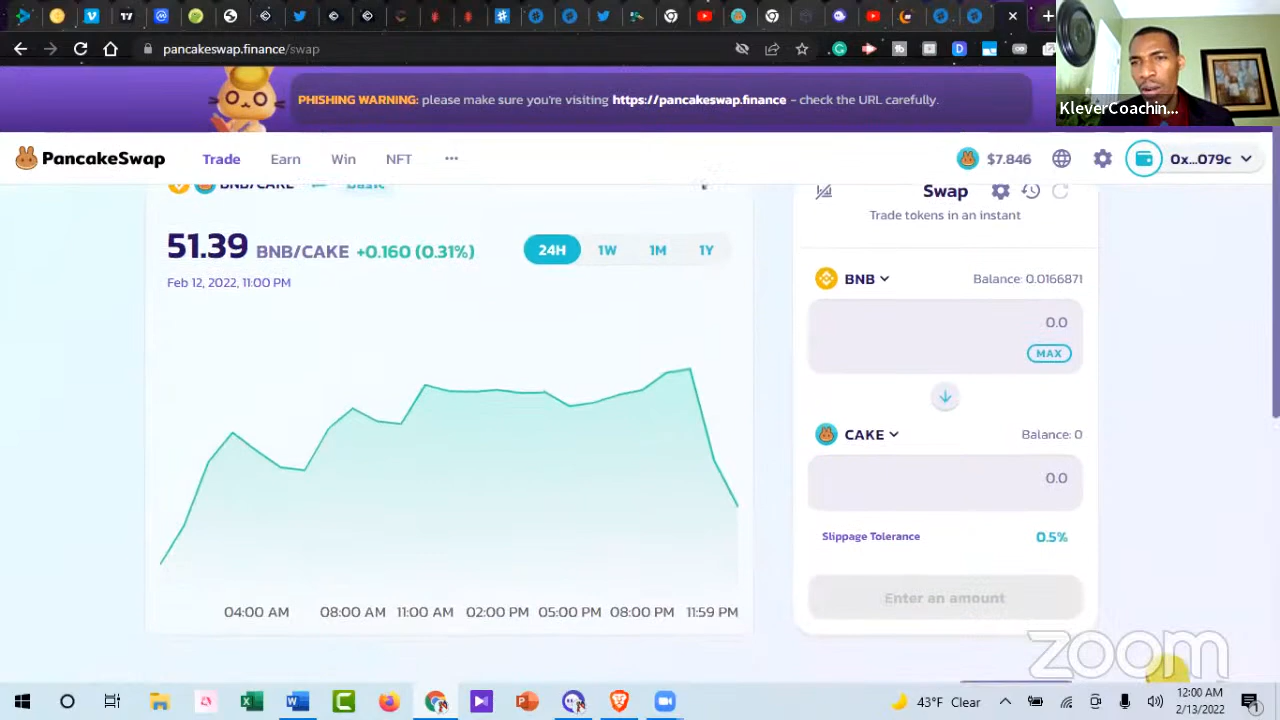 pancakeswap.finance/swap
PHISHING WARNING: please make sure you're visiting https://pancakeswap.finance - check the URL carefully.
KleverCoachin...
PancakeSwap
Trade
Earn
Win
NFT
$7.846
0x...079c
BNB/CAKE
Basic
51.39 BNB/CAKE +0.160 (0.31%)
Feb 12, 2022, 11:00 PM
24H
1W
1M
1Y
04:00 AM
08:00 AM
11:00 AM
02:00 PM
05:00 PM
08:00 PM
11:59 PM
Swap
Trade tokens in an instant
BNB
Balance: 0.0166871
0.0
MAX
CAKE
Balance: 0
0.0
Slippage Tolerance
0.5%
Enter an amount
zoom
43°F Clear
12:00 AM
2/13/2022